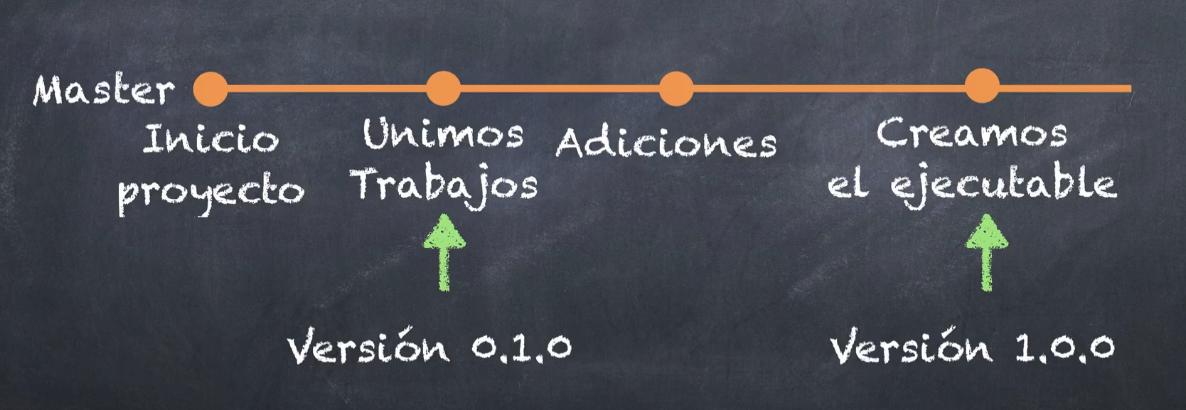 Master
Inicio
proyecto
Unimos
Trabajos
Adiciones
Creamos
el ejecutable
Versión 0.1.0
Versión 1.0.0